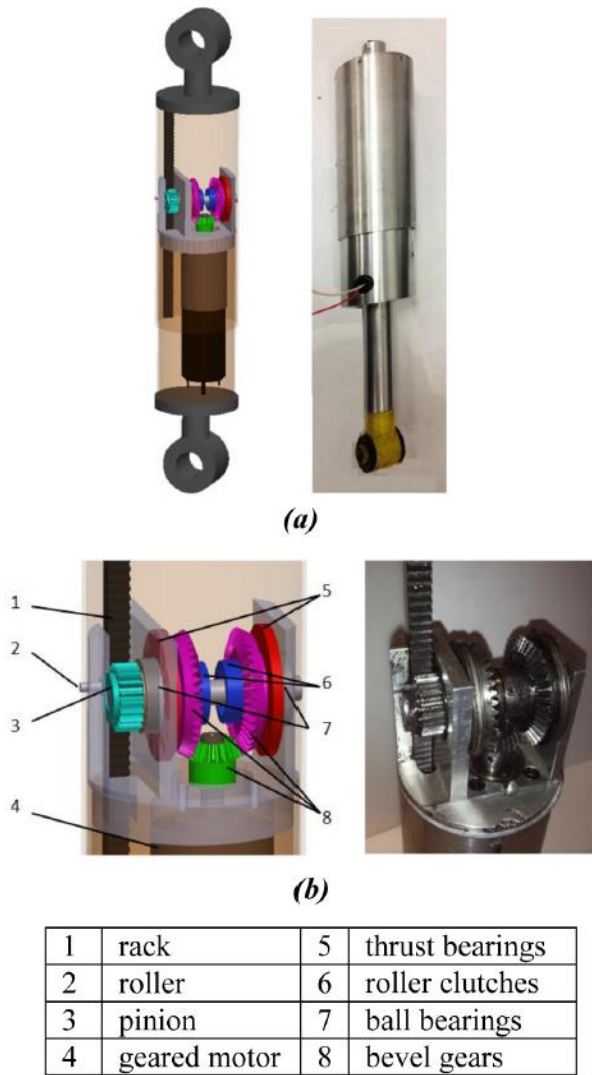 (a)
1
2
3
4
5
6
7
8
(b)
1 rack 5 thrust bearings
2 roller 6 roller clutches
3 pinion 7 ball bearings
4 geared motor 8 bevel gears